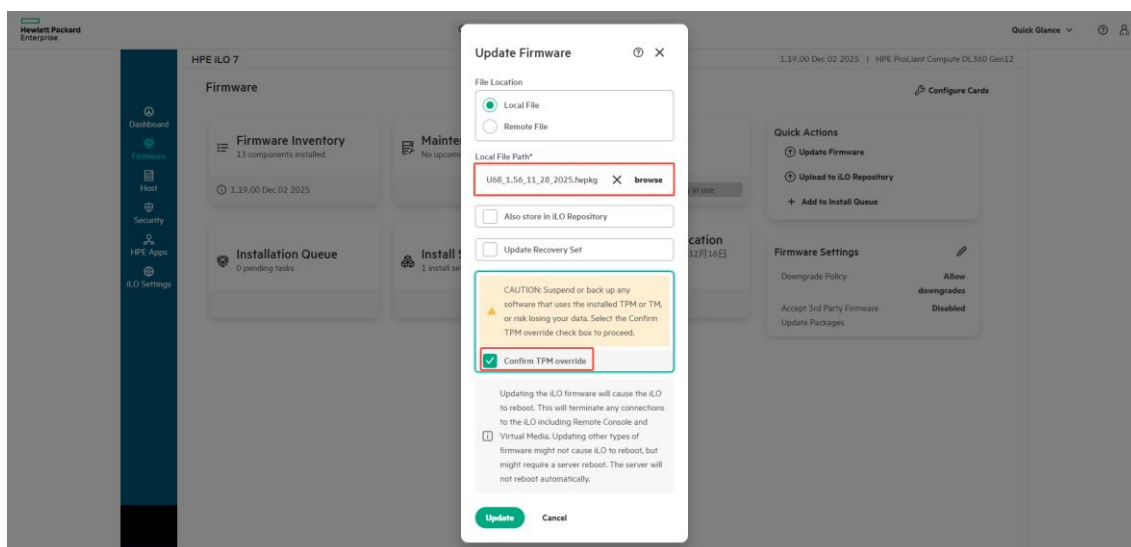 Hewlett Packard
Enterprise
Quick Glance
HPE iLO 7
1.19.00 Dec 02 2025 | HPE ProLiant Compute DL360 Gen12
Firmware
Configure Cards
Dashboard
Firmware
Host
Security
HPE Apps
iLO Settings
Firmware Inventory
13 components installed
1.19.00 Dec 02 2025
Mainte
No upcom
y in use
Installation Queue
0 pending tasks
Install S
1 install se
cation
12月16日
Update Firmware
File Location
Local File
Remote File
Local File Path*
U68_1.56_11_28_2025.fwpkg
browse
Also store in iLO Repository
Update Recovery Set
CAUTION: Suspend or back up any
software that uses the installed TPM or TM,
or risk losing your data. Select the Confirm
TPM override check box to proceed.
Confirm TPM override
Updating the iLO firmware will cause the iLO
to reboot. This will terminate any connections
to the iLO including Remote Console and
Virtual Media. Updating other types of
firmware might not cause iLO to reboot, but
might require a server reboot. The server will
not reboot automatically.
Update
Cancel
Quick Actions
Update Firmware
Upload to iLO Repository
Add to Install Queue
Firmware Settings
Downgrade Policy
Allow
downgrades
Accept 3rd Party Firmware
Update Packages
Disabled